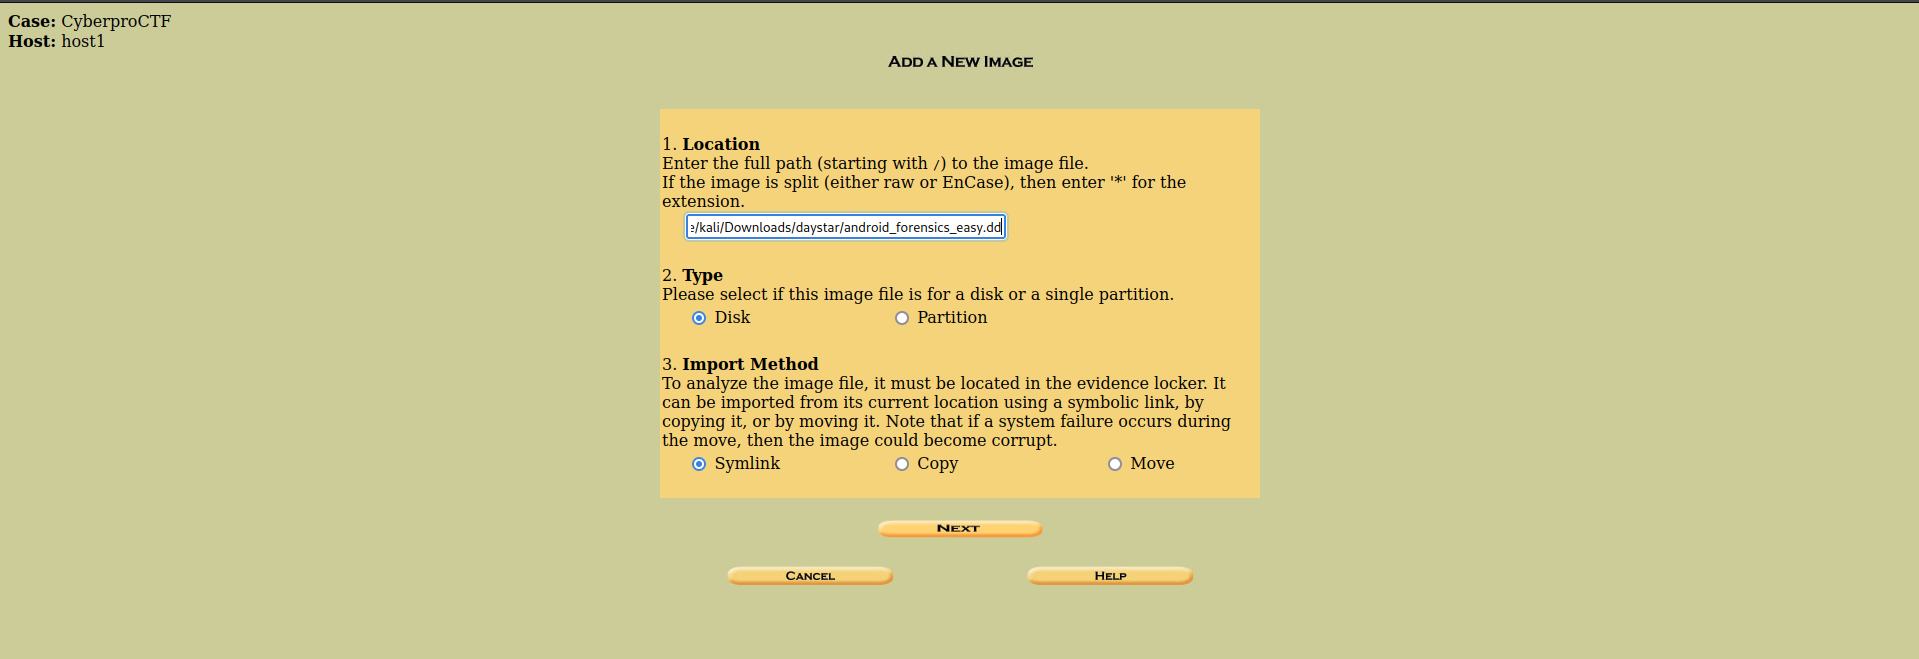 Case: CyberproCTF
Host: host1
ADD A NEW IMAGE
1. Location
Enter the full path (starting with /) to the image file.
If the image is split (either raw or EnCase), then enter '*' for the
extension.
/kali/Downloads/daystar/android_forensics_easy.dd
2. Type
Please select if this image file is for a disk or a single partition.
Disk Partition
3. Import Method
To analyze the image file, it must be located in the evidence locker. It
can be imported from its current location using a symbolic link, by
copying it, or by moving it. Note that if a system failure occurs during
the move, then the image could become corrupt.
Symlink Copy Move
NEXT
CANCEL HELP